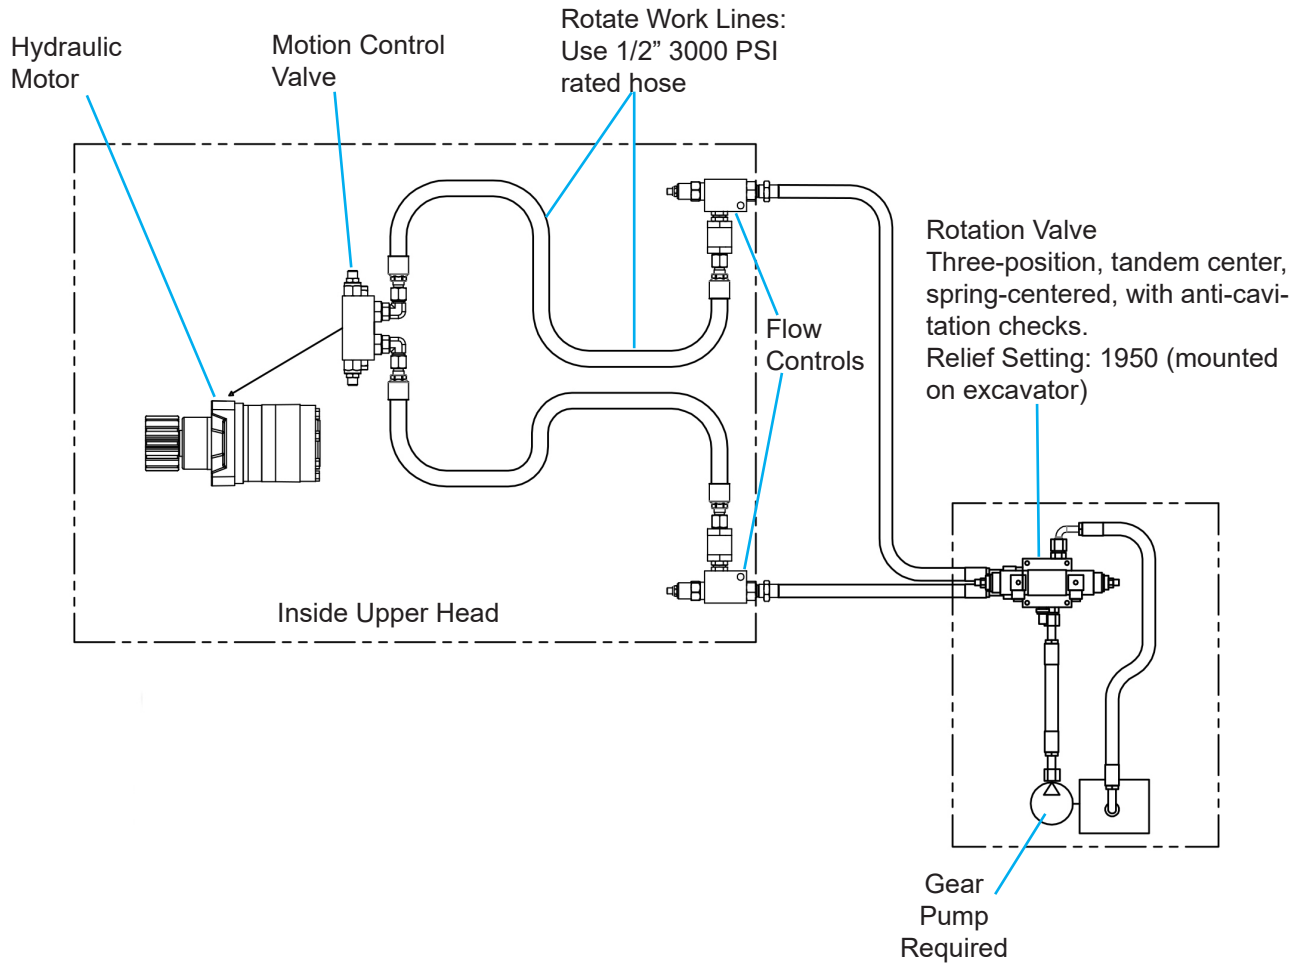 Hydraulic
Motor
Motion Control
Valve
Rotate Work Lines:
Use 1/2” 3000 PSI
rated hose
Rotation Valve
Three-position, tandem center,
spring-centered, with anti-cavi-
tation checks.
Relief Setting: 1950 (mounted
on excavator)
Flow
Controls
Inside Upper Head
Gear
Pump
Required